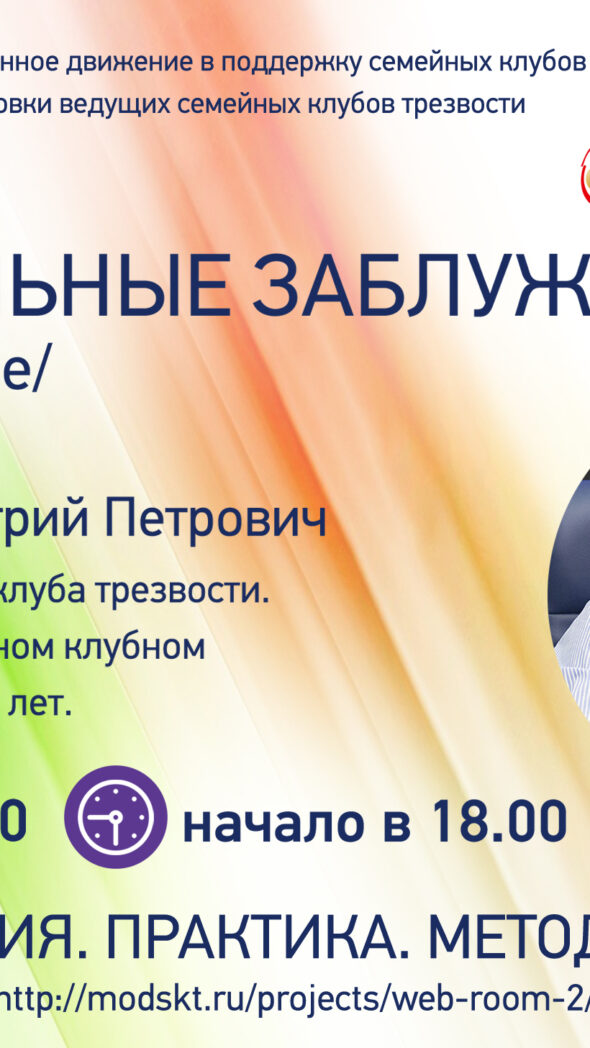 нное движение в поддержку семейных клубов
овки ведущих семейных клубов трезвости
ЛЬНЫЕ ЗАБЛУЖ
е/
трий Петрович
клуба трезвости.
ном клубном
лет.
0 начало в 18.00
ИЯ. ПРАКТИКА. МЕТОД
http://modskt.ru/projects/web-room-2/